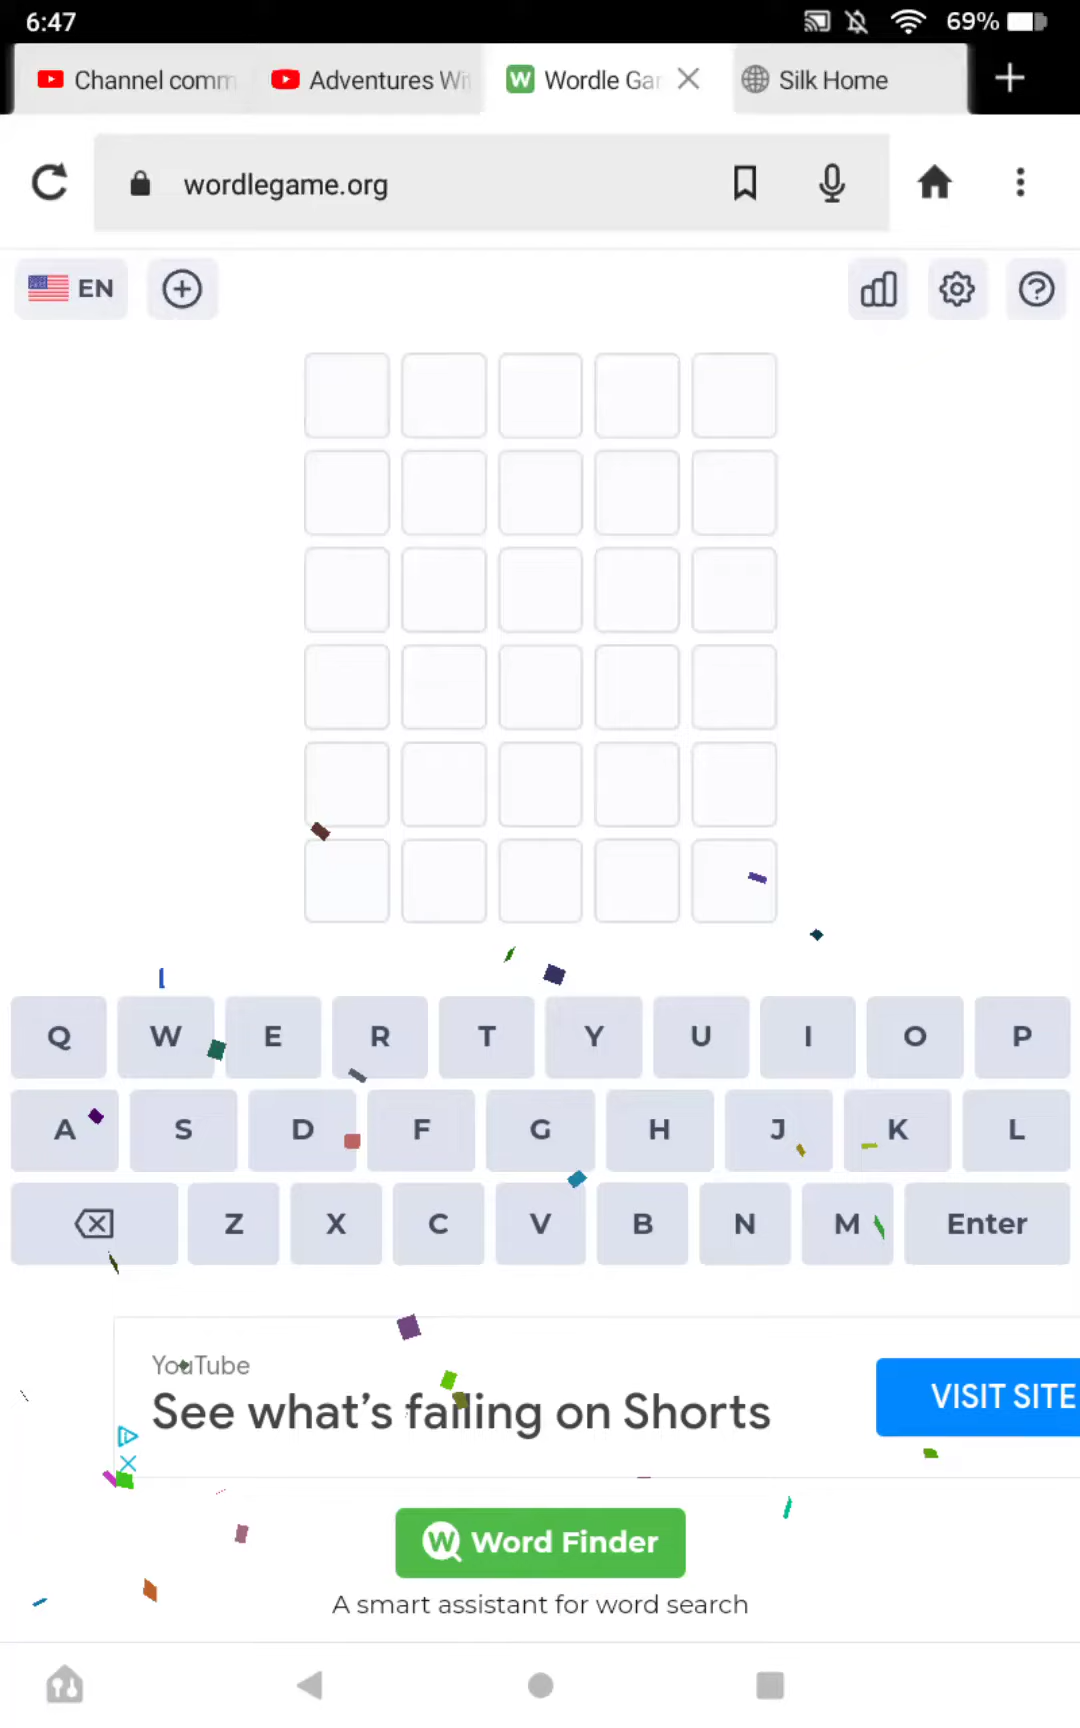 6:47
69%
Channel comm
Adventures Wi
W Wordle Gar
Silk Home
wordlegame.org
EN
Q W E R T Y U I O P
A S D F G H J K L
Z X C V B N M Enter
YouTube
See what's falling on Shorts
VISIT SITE
W Word Finder
A smart assistant for word search